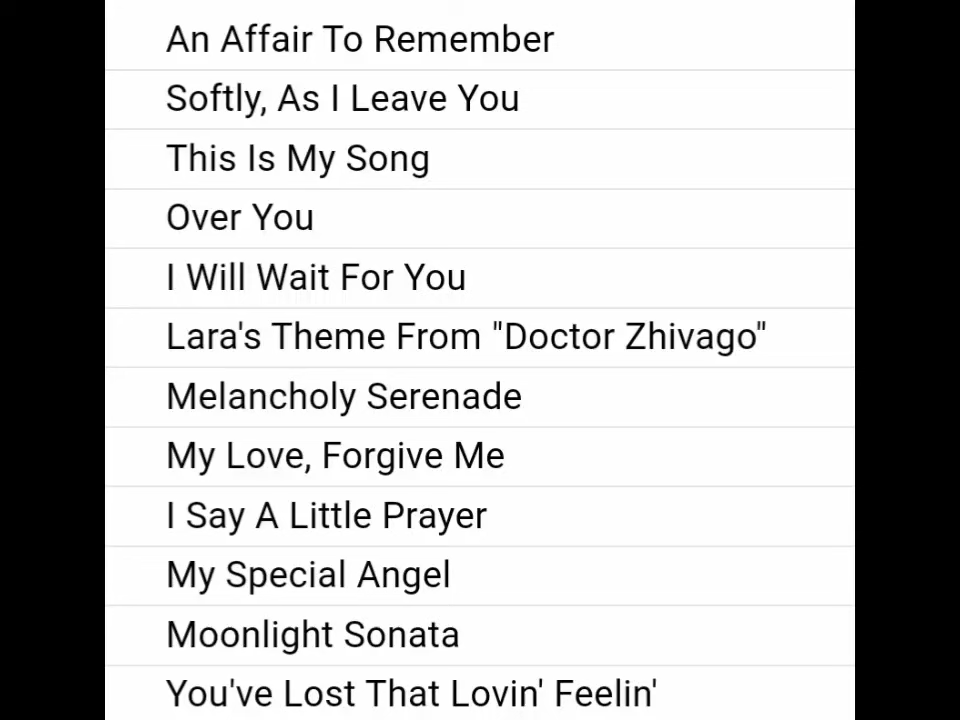 An Affair To Remember
Softly, As I Leave You
This Is My Song
Over You
I Will Wait For You
Lara's Theme From "Doctor Zhivago"
Melancholy Serenade
My Love, Forgive Me
I Say A Little Prayer
My Special Angel
Moonlight Sonata
You've Lost That Lovin' Feelin'